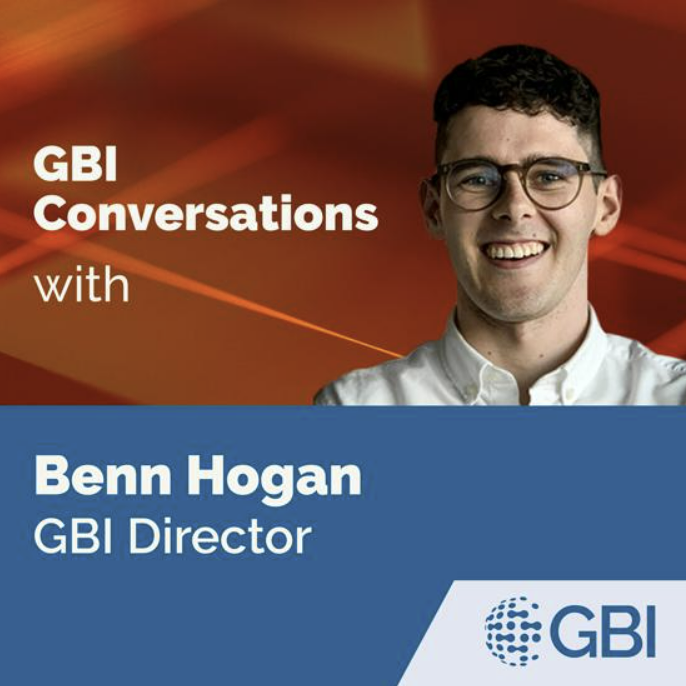 GBI
Conversations
with
Benn Hogan
GBI Director
GBI